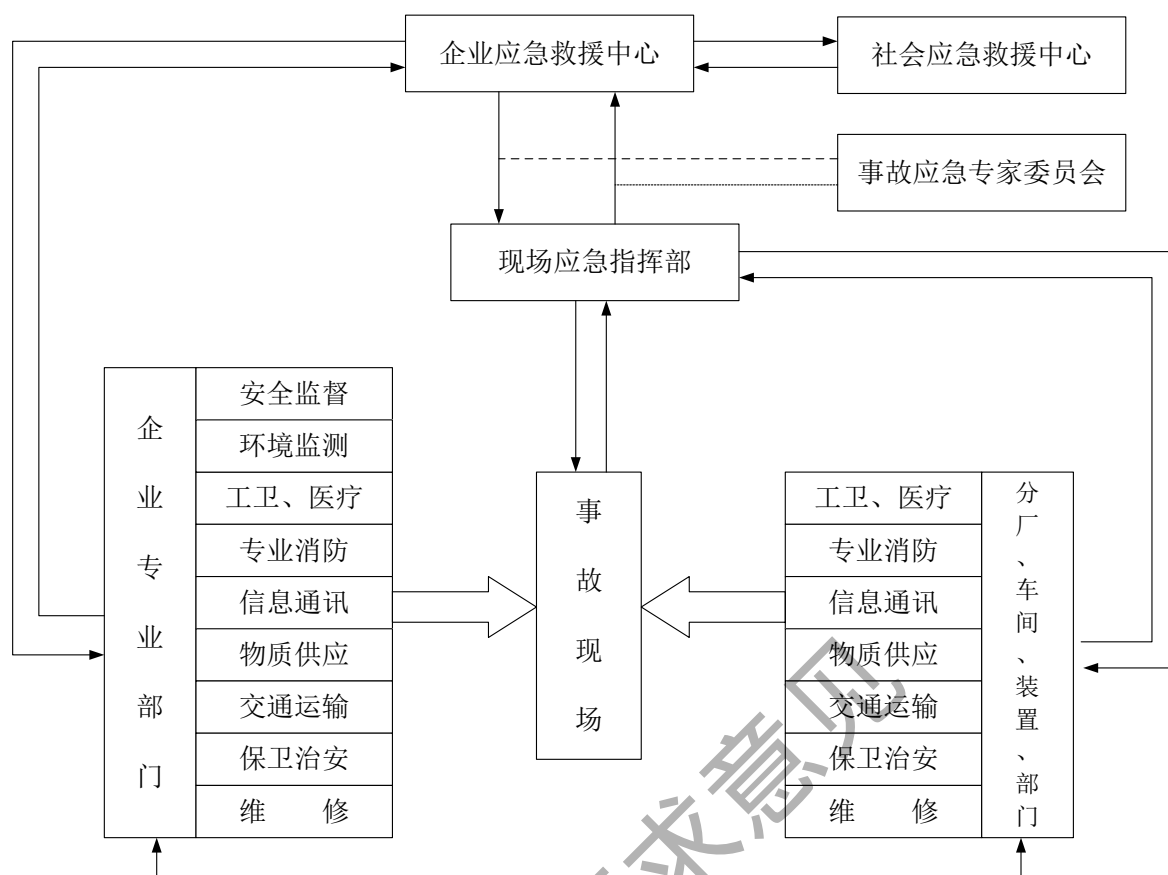 企业应急救援中心
社会应急救援中心
事故应急专家委员会
现场应急指挥部
企业专业部门
安全监督
环境监测
工卫、医疗
专业消防
信息通讯
物质供应
交通运输
保卫治安
维 修
事故现场
工卫、医疗
专业消防
信息通讯
物质供应
交通运输
保卫治安
维 修
分厂、车间、装置、部门
求意见